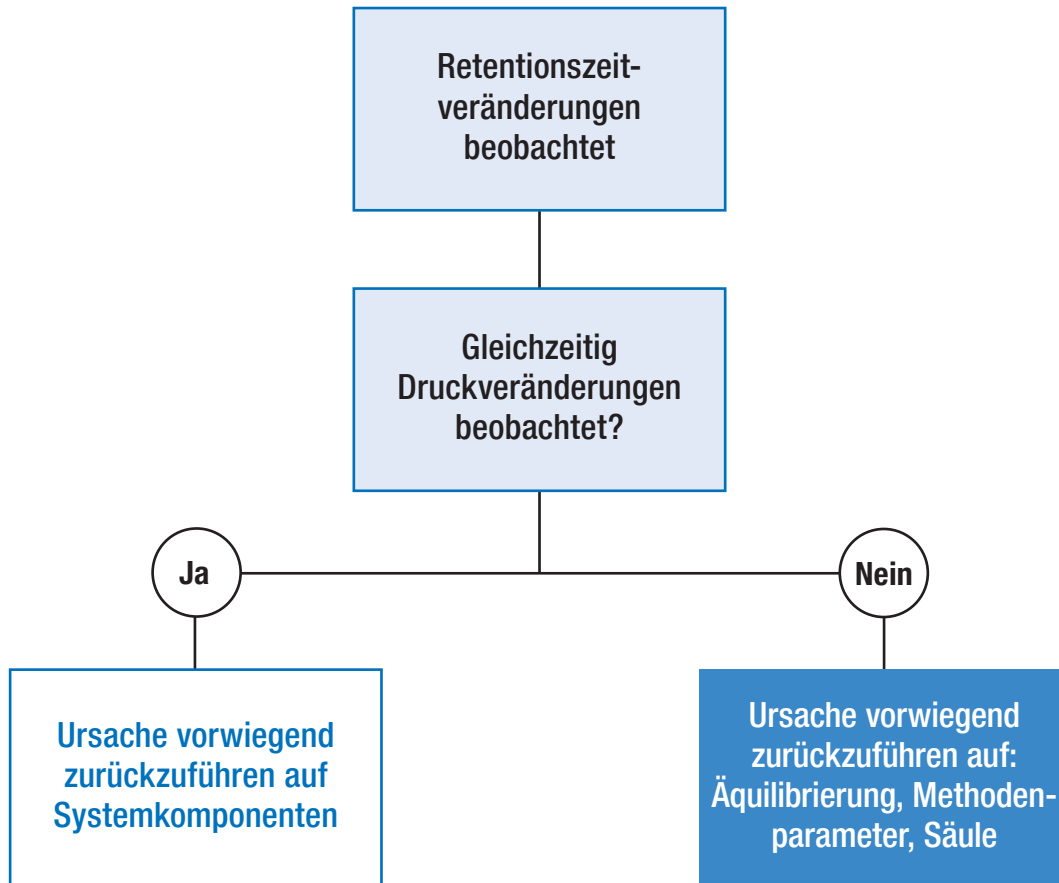 Retentionszeit-
veränderungen
beobachtet
Gleichzeitig
Druckveränderungen
beobachtet?
Ja
Nein
Ursache vorwiegend
zurückzuführen auf
Systemkomponenten
Ursache vorwiegend
zurückzuführen auf:
Äquilibrierung, Methoden-
parameter, Säule